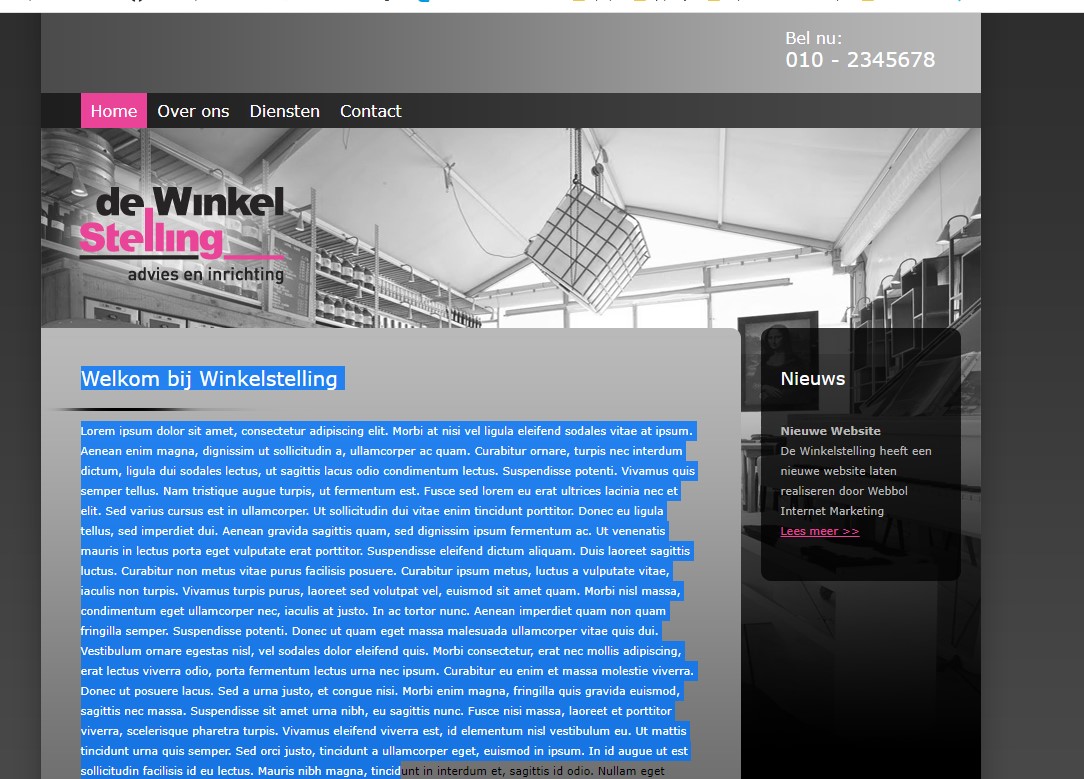 Bel nu:
010 - 2345678
Home Over ons Diensten Contact
de Winkel
Stelling
advies en inrichting
Welkom bij Winkelstelling
Lorem ipsum dolor sit amet, consectetur adipiscing elit. Morbi at nisi vel ligula eleifend sodales vitae at ipsum.
Aenean enim magna, dignissim ut sollicitudin a, ullamcorper ac quam. Curabitur ornare, turpis nec interdum
dictum, ligula dui sodales lectus, ut sagittis lacus odio condimentum lectus. Suspendisse potenti. Vivamus quis
semper tellus. Nam tristique augue turpis, ut fermentum est. Fusce sed lorem eu erat ultrices lacinia nec et
elit. Sed varius cursus est in ullamcorper. Ut sollicitudin dui vitae enim tincidunt porttitor. Donec eu ligula
tellus, sed imperdiet dui. Aenean gravida sagittis quam, sed dignissim ipsum fermentum ac. Ut venenatis
mauris in lectus porta eget vulputate erat porttitor. Suspendisse eleifend dictum aliquam. Duis laoreet sagittis
luctus. Curabitur non metus vitae purus facilisis posuere. Curabitur ipsum metus, luctus a vulputate vitae,
iaculis non turpis. Vivamus turpis purus, laoreet sed volutpat vel, euismod sit amet quam. Morbi nisl massa,
condimentum eget ullamcorper nec, iaculis at justo. In ac tortor nunc. Aenean imperdiet quam non quam
fringilla semper. Suspendisse potenti. Donec ut quam eget massa malesuada ullamcorper vitae quis dui.
Vestibulum ornare egestas nisl, vel sodales dolor eleifend quis. Morbi consectetur, erat nec mollis adipiscing,
erat lectus viverra odio, porta fermentum lectus urna nec ipsum. Curabitur eu enim et massa molestie viverra.
Donec ut posuere lacus. Sed a urna justo, et congue nisi. Morbi enim magna, fringilla quis gravida euismod,
sagittis nec massa. Suspendisse sit amet urna nibh, eu sagittis nunc. Fusce nisi massa, laoreet et porttitor
viverra, scelerisque pharetra turpis. Vivamus eleifend viverra est, id elementum nisl vestibulum eu. Ut mattis
tincidunt urna quis semper. Sed orci justo, tincidunt a ullamcorper eget, euismod in ipsum. In id augue ut est
sollicitudin facilisis id eu lectus. Mauris nibh magna, tincidunt in interdum et, sagittis id odio. Nullam eget
Nieuws
Nieuwe Website
De Winkelstelling heeft een
nieuwe website laten
realiseren door Webbol
Internet Marketing
Lees meer >>